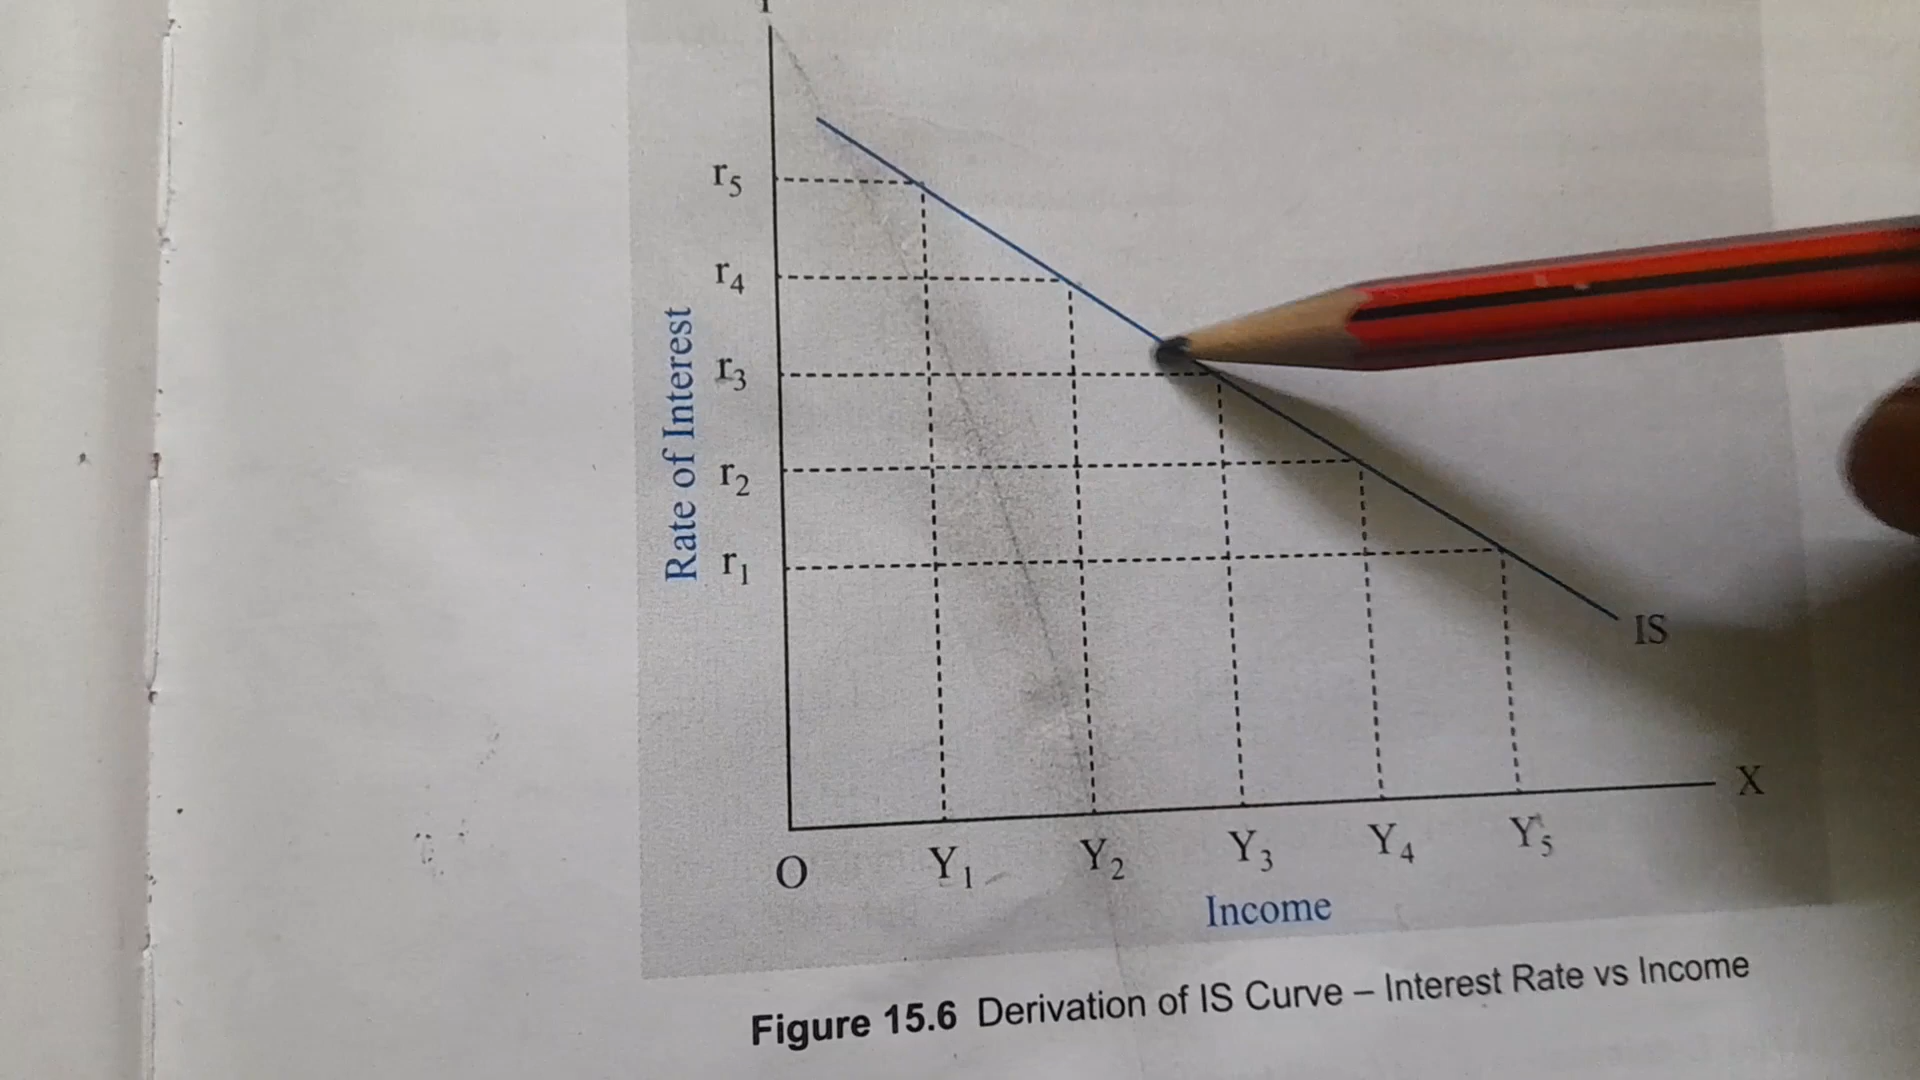 r5
r4
r3
r2
r1
Rate of Interest
IS
X
O
Y1
Y2
Y3
Y4
Y5
Income
Figure 15.6 Derivation of IS Curve – Interest Rate vs Income